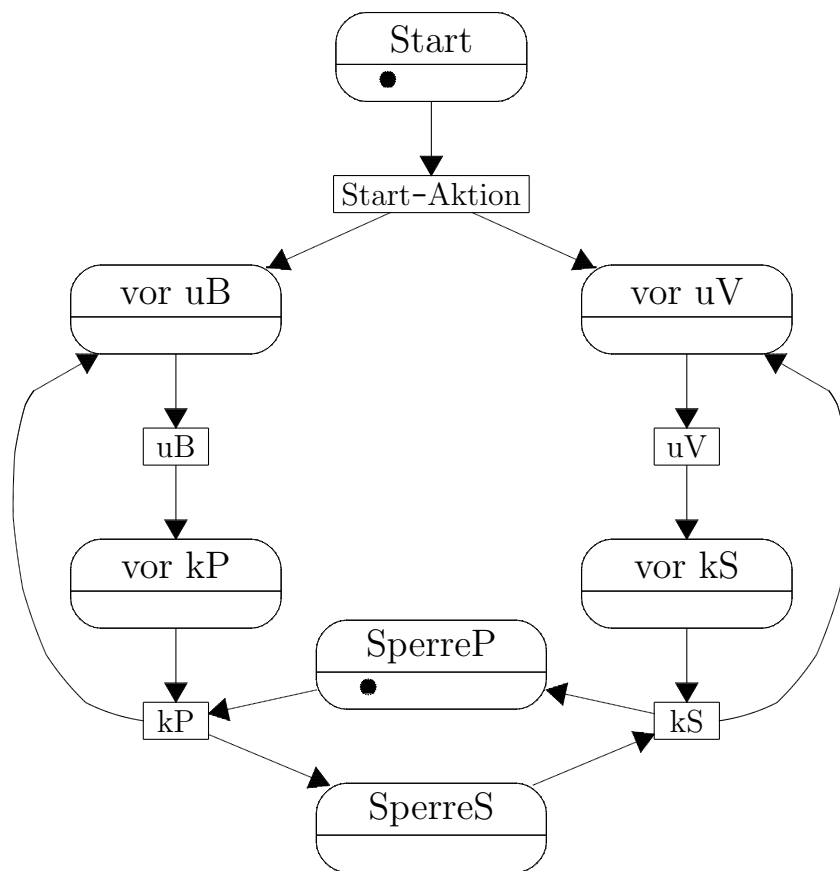 Start
Start-Aktion
vor uB
vor uV
uB
uV
vor kP
vor kS
SperreP
kP
kS
SperreS